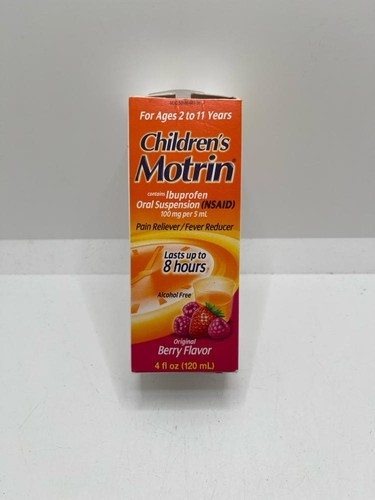 For Ages 2 to 11 Years
Children's
Motrin®
contains Ibuprofen
Oral Suspension (NSAID)
100 mg per 5 mL
Pain Reliever/Fever Reducer
Lasts up to
8 hours
Alcohol Free
Original
Berry Flavor
4 fl oz (120 mL)